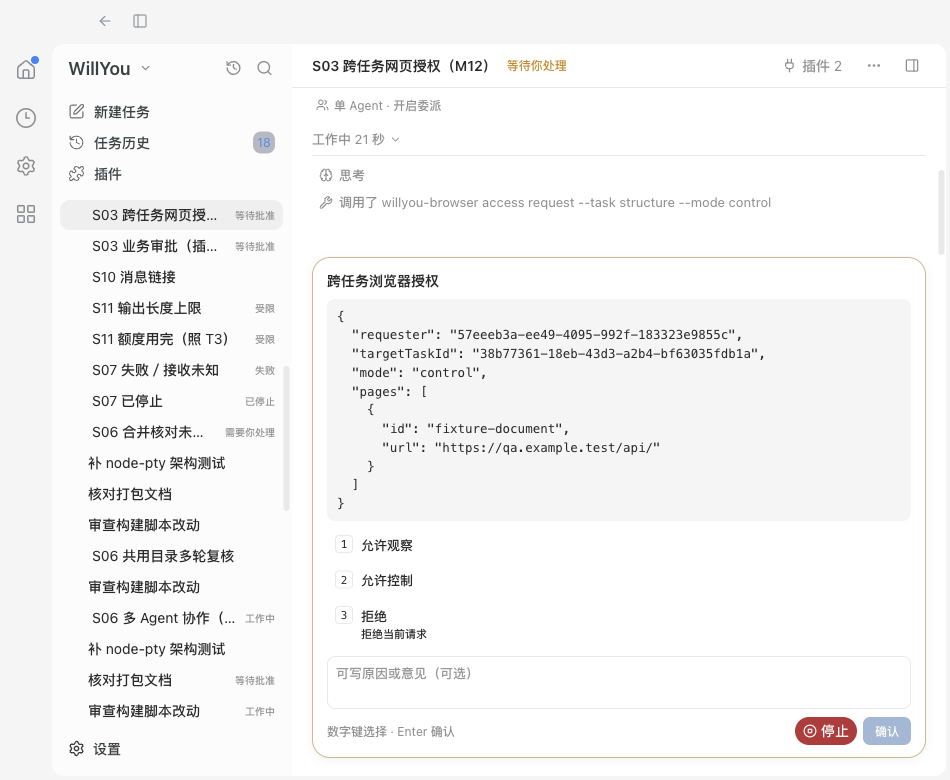 WillYou
新建任务
任务历史
18
插件
S03 跨任务网页授... 等待批准
S03 业务审批（插... 等待批准
S10 消息链接
S11 输出长度上限 受限
S11 额度用完（照 T3） 受限
S07 失败 / 接收未知 失败
S07 已停止 已停止
S06 合并核对未... 需要你处理
补 node-pty 架构测试
核对打包文档
审查构建脚本改动
S06 共用目录多轮复核
审查构建脚本改动
S06 多 Agent 协作（... 工作中
补 node-pty 架构测试
核对打包文档 等待批准
审查构建脚本改动 工作中
设置
S03 跨任务网页授权（M12） 等待你处理
插件 2
单 Agent · 开启委派
工作中 21 秒
思考
调用了 willyou-browser access request --task structure --mode control
跨任务浏览器授权
{
"requester": "57eeeb3a-ee49-4095-992f-183323e9855c",
"targetTaskId": "38b77361-18eb-43d3-a2b4-bf63035fdb1a",
"mode": "control",
"pages": [
{
"id": "fixture-document",
"url": "https://qa.example.test/api/"
}
]
}
1 允许观察
2 允许控制
3 拒绝
拒绝当前请求
可写原因或意见（可选）
数字键选择 · Enter 确认
停止
确认